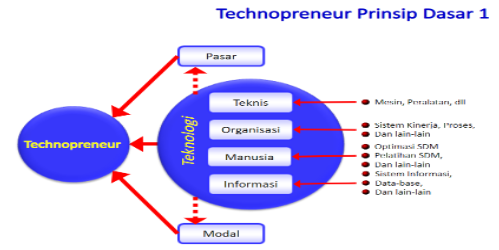 Technopreneur Prinsip Dasar 1
Pasar
Technopreneur
Teknologi
Teknis
Organisasi
Manusia
Informasi
Mesin, Peralatan, dll
Sistem Kinerja, Proses,
Dan lain-lain
Optimasi SDM
Pelatihan SDM,
Dan lain-lain
Sistem Informasi,
Data-base,
Dan lain-lain
Modal